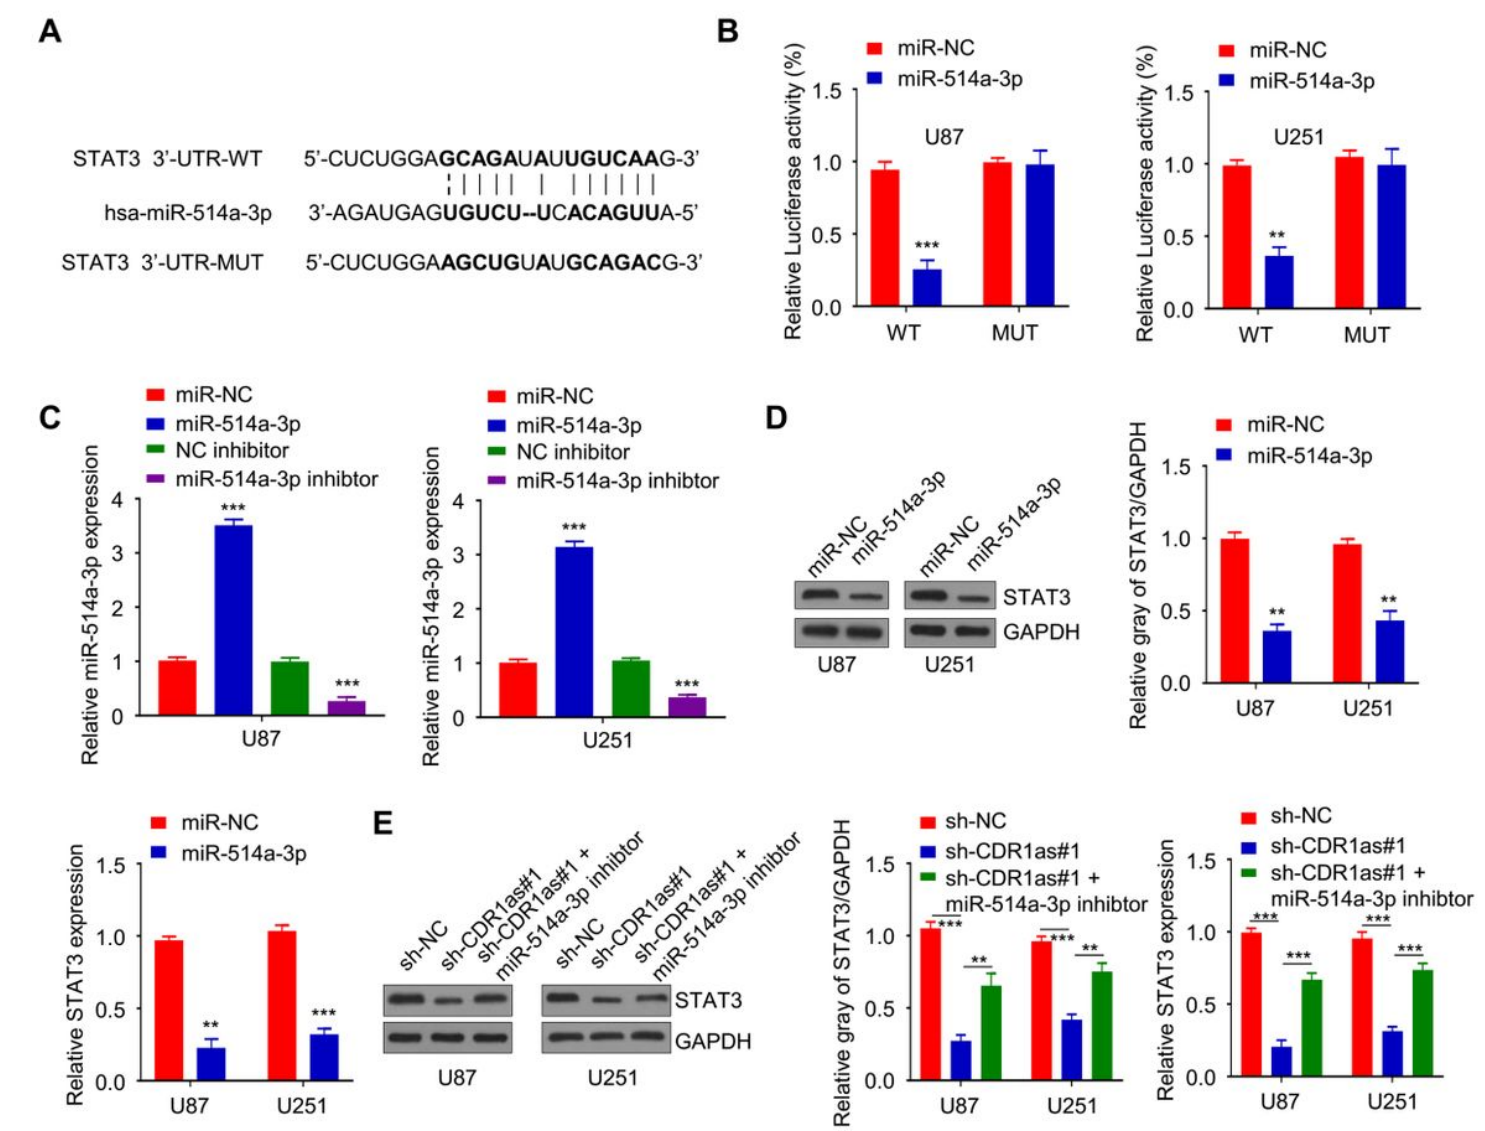 A
STAT3 3'-UTR-WT 5'-CUCUGGAGCAGAUAUUGUCAAG-3'
hsa-miR-514a-3p 3'-AGAUGAGUGUCU--UCACAGUUA-5'
STAT3 3'-UTR-MUT 5'-CUCUGGAAGCUGUAUGCAGACG-3'
B
miR-NC
miR-514a-3p
Relative Luciferase activity (%)
1.5
1.0
0.5
0.0
U87
***
WT MUT
miR-NC
miR-514a-3p
Relative Luciferase activity (%)
1.5
1.0
0.5
0.0
U251
**
WT MUT
C
miR-NC
miR-514a-3p
NC inhibitor
miR-514a-3p inhibtor
Relative miR-514a-3p expression
4
3
2
1
0
***
***
U87
miR-NC
miR-514a-3p
NC inhibitor
miR-514a-3p inhibtor
Relative miR-514a-3p expression
4
3
2
1
0
***
***
U251
D
miR-NC
miR-514a-3p
miR-NC
miR-514a-3p
STAT3
GAPDH
U87 U251
miR-NC
miR-514a-3p
Relative gray of STAT3/GAPDH
1.5
1.0
0.5
0.0
**
**
U87 U251
miR-NC
miR-514a-3p
Relative STAT3 expression
1.5
1.0
0.5
0.0
**
***
U87 U251
E
sh-NC
sh-CDR1as#1
sh-CDR1as#1 +
miR-514a-3p inhibtor
sh-NC
sh-CDR1as#1
sh-CDR1as#1 +
miR-514a-3p inhibtor
STAT3
GAPDH
U87 U251
sh-NC
sh-CDR1as#1
sh-CDR1as#1 +
miR-514a-3p inhibtor
Relative gray of STAT3/GAPDH
1.5
1.0
0.5
0.0
***
**
***
**
U87 U251
sh-NC
sh-CDR1as#1
sh-CDR1as#1 +
miR-514a-3p inhibtor
Relative STAT3 expression
1.5
1.0
0.5
0.0
***
***
***
***
U87 U251